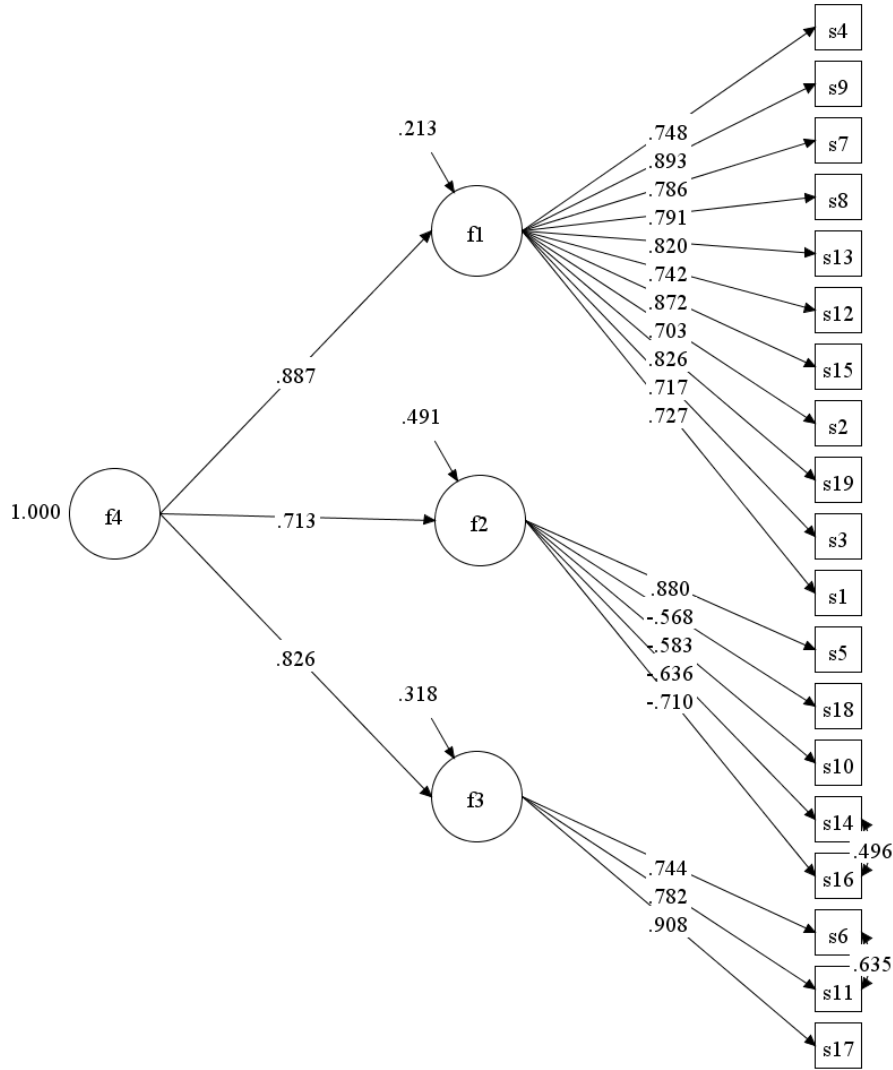 s4
s9
.213
.748
s7
.893
.786
s8
.791
f1
.820
s13
.742
s12
.872
.703
s15
.826
.887
.717
.491
.727
s2
s19
1.000
f4
.713
f2
s3
.880
s1
-.568
-.583
s5
.826
-.636
.318
-.710
s18
s10
f3
s14
.496
.744
s16
.782
.908
s6
.635
s11
s17